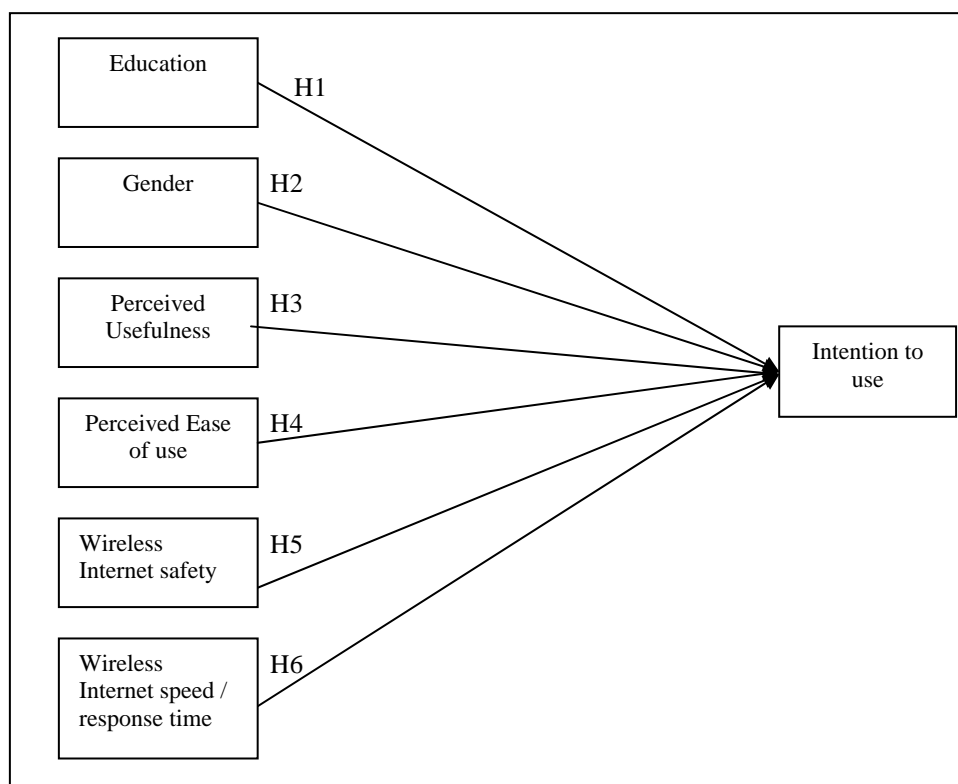 Education
H1
Gender
H2
Perceived
Usefulness
H3
Perceived Ease
of use
H4
Wireless
Internet safety
H5
Wireless
Internet speed /
response time
H6
Intention to
use